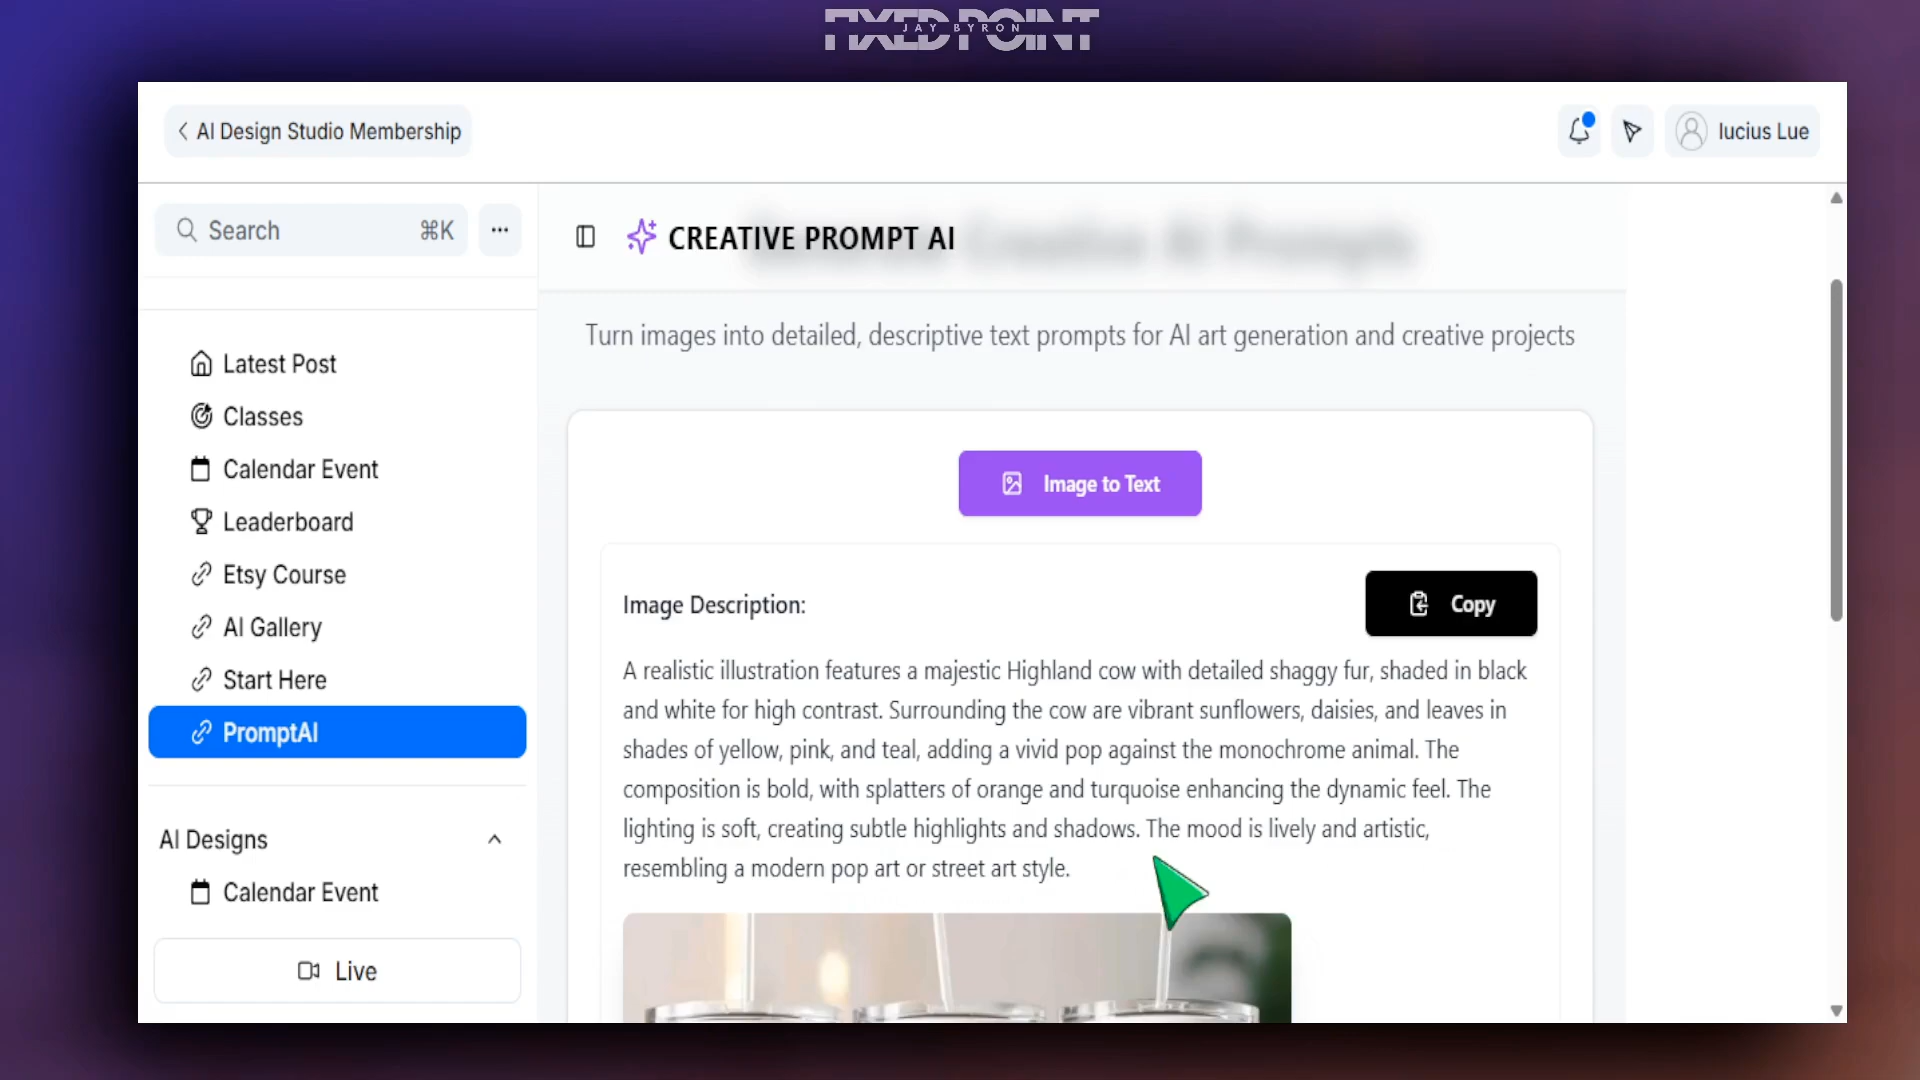 FIXED POINT
JAY BYRON
AI Design Studio Membership
lucius Lue
Search ⌘K ...
CREATIVE PROMPT AI
Generate Creative AI Prompts
Turn images into detailed, descriptive text prompts for AI art generation and creative projects
Latest Post
Classes
Calendar Event
Leaderboard
Etsy Course
AI Gallery
Start Here
PromptAI
AI Designs
Calendar Event
Live
Image to Text
Image Description:
Copy
A realistic illustration features a majestic Highland cow with detailed shaggy fur, shaded in black
and white for high contrast. Surrounding the cow are vibrant sunflowers, daisies, and leaves in
shades of yellow, pink, and teal, adding a vivid pop against the monochrome animal. The
composition is bold, with splatters of orange and turquoise enhancing the dynamic feel. The
lighting is soft, creating subtle highlights and shadows. The mood is lively and artistic,
resembling a modern pop art or street art style.